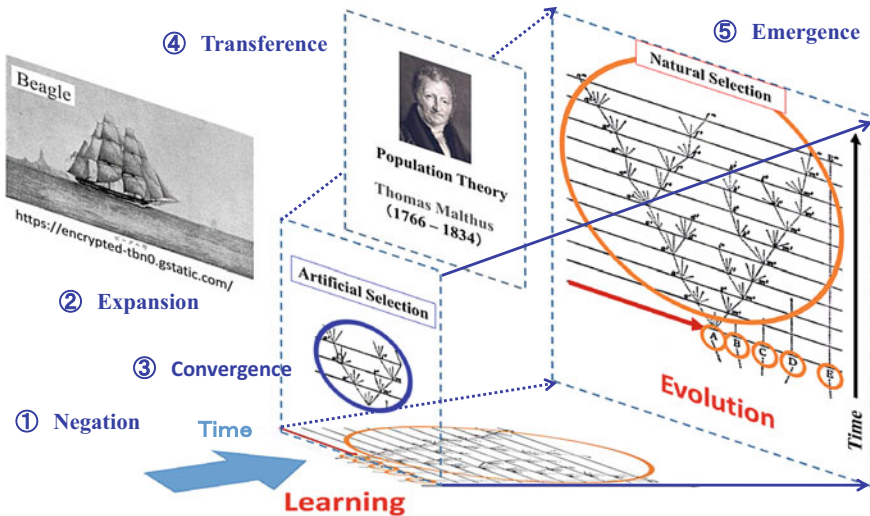 ④ Transference
⑤ Emergence
Natural Selection
Beagle
Population Theory
Thomas Malthus
(1766 – 1834)
https://encrypted-tbn0.gstatic.com/
② Expansion
Artificial Selection
③ Convergence
① Negation
Time
Learning
A
B
C
D
E
Evolution
Time